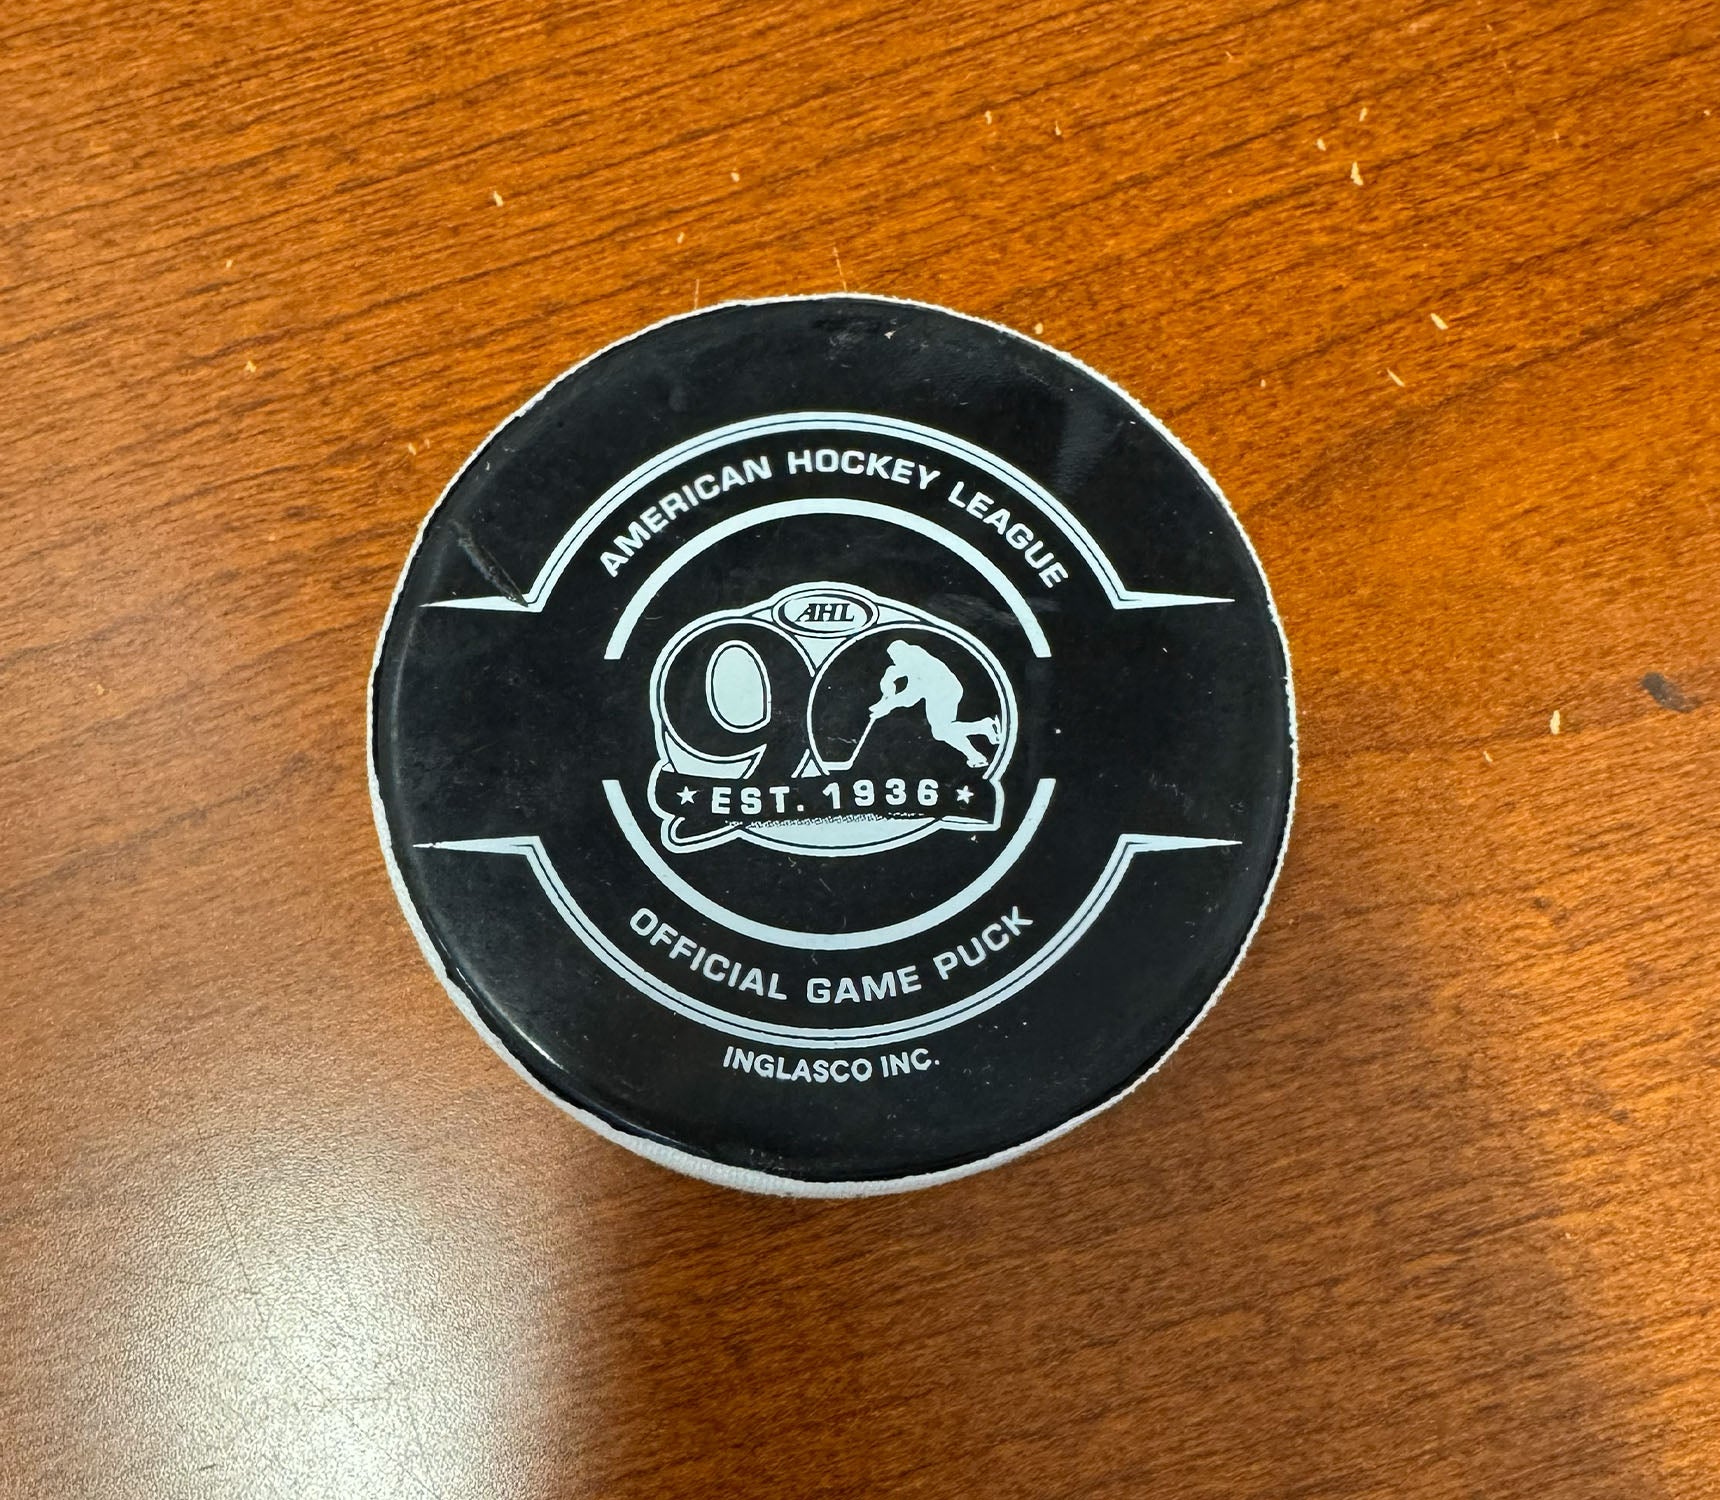 AMERICAN HOCKEY LEAGUE
AHL
90
★ EST. 1936 ★
OFFICIAL GAME PUCK
INGLASCO INC.